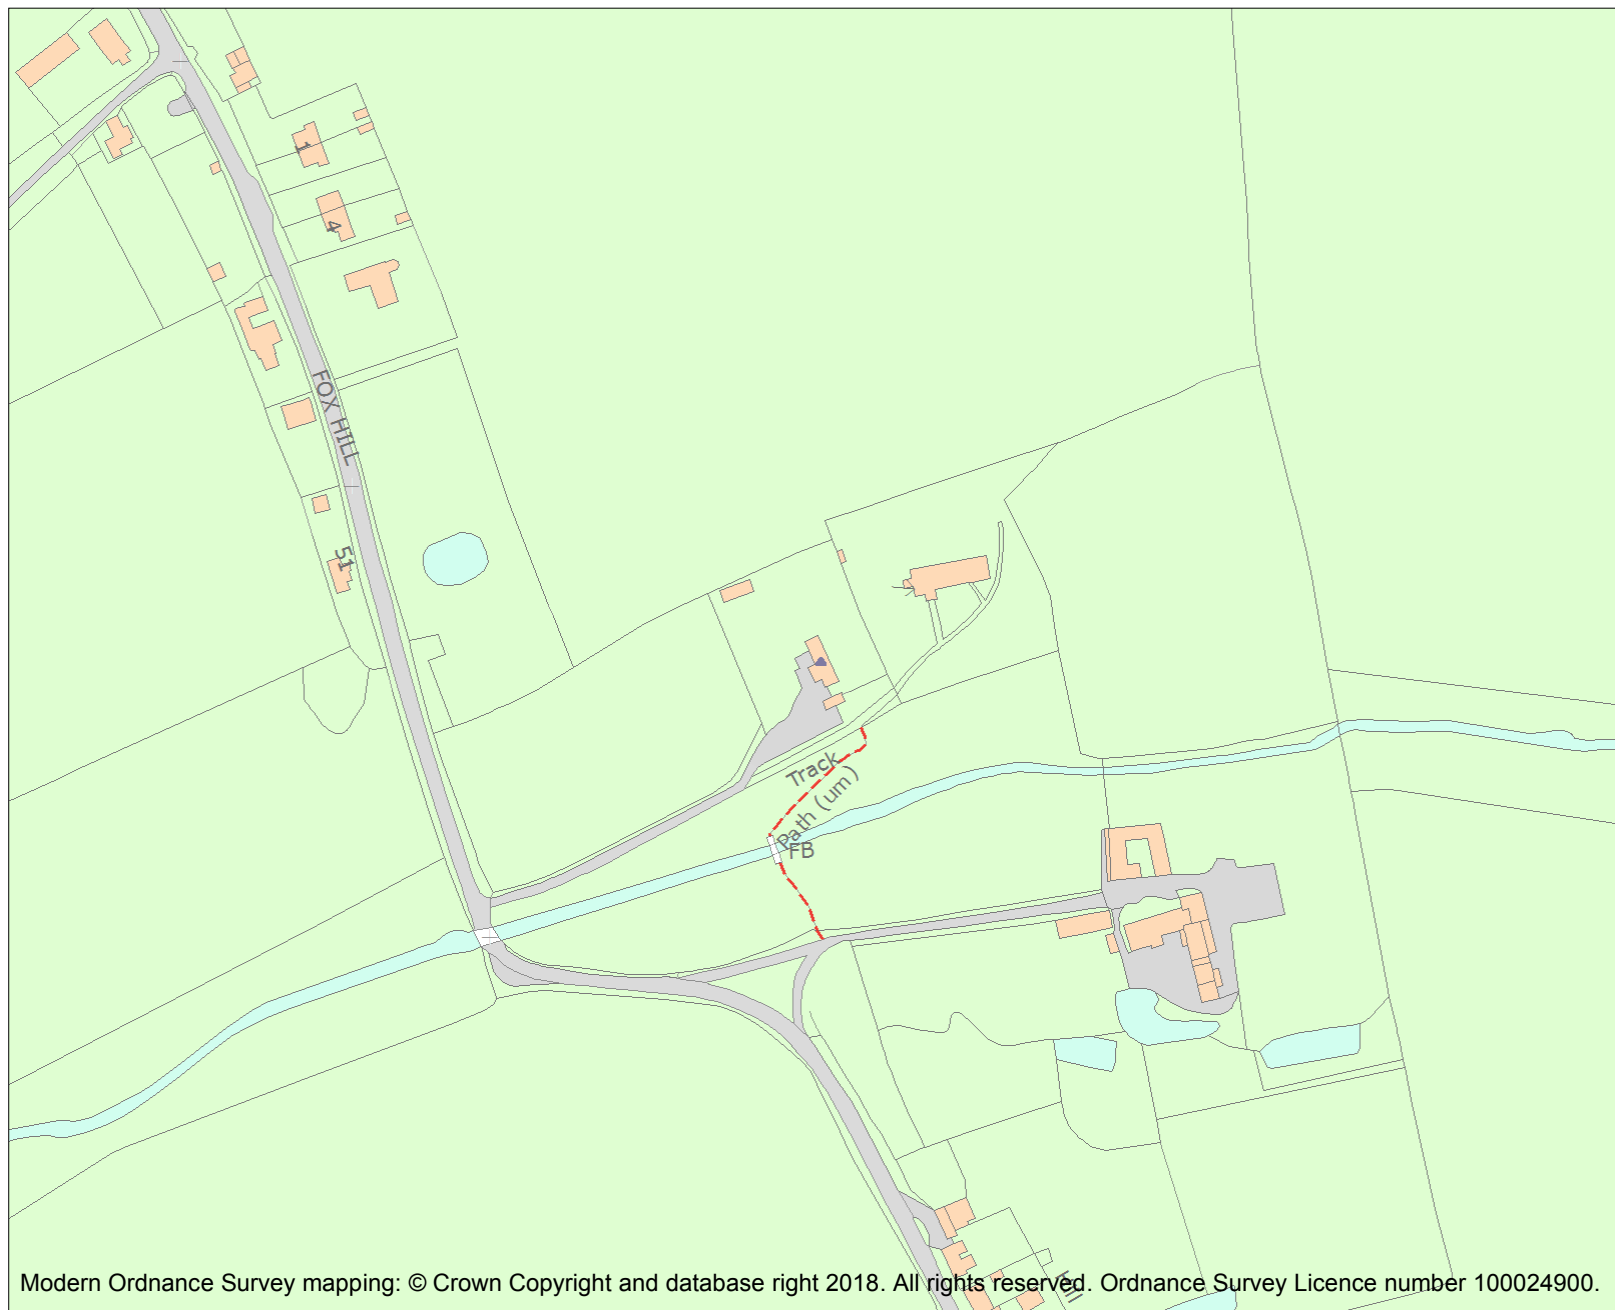 1
4
FOX HILL
51
Track
Path (um)
FB
Modern Ordnance Survey mapping: © Crown Copyright and database right 2018. All rights reserved. Ordnance Survey Licence number 100024900.